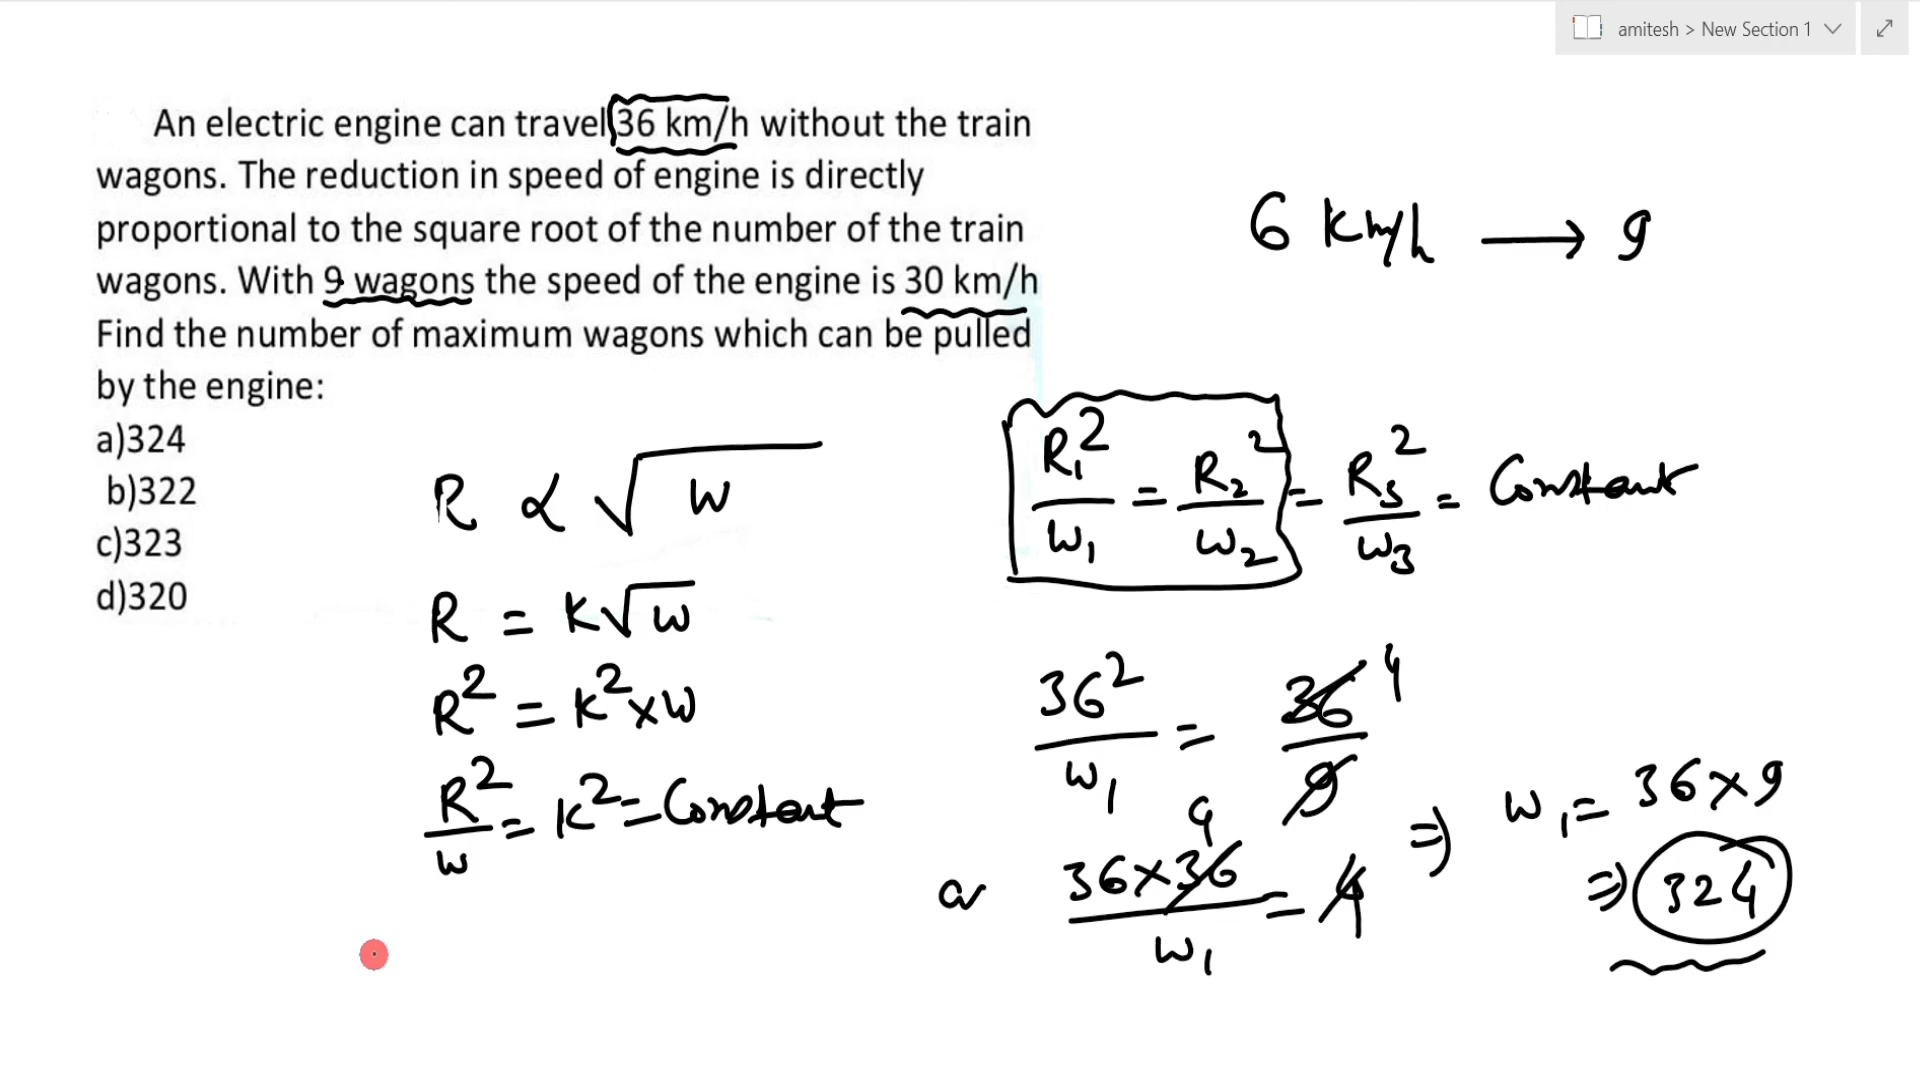 amitesh > New Section 1
An electric engine can travel 36 km/h without the train
wagons. The reduction in speed of engine is directly
proportional to the square root of the number of the train
wagons. With 9 wagons the speed of the engine is 30 km/h
Find the number of maximum wagons which can be pulled
by the engine:
a)324
b)322
c)323
d)320
6 km/h → 9
R ∝ √w
R = K√w
R² = K² × w
R²/w = K² = Constant
R₁²/w₁ = R₂²/w₂ = R₃²/w₃ = Constant
36²/w₁ = 36/9 4
or 36×36/w₁ = 4 9
⇒ w₁ = 36×9
⇒ 324